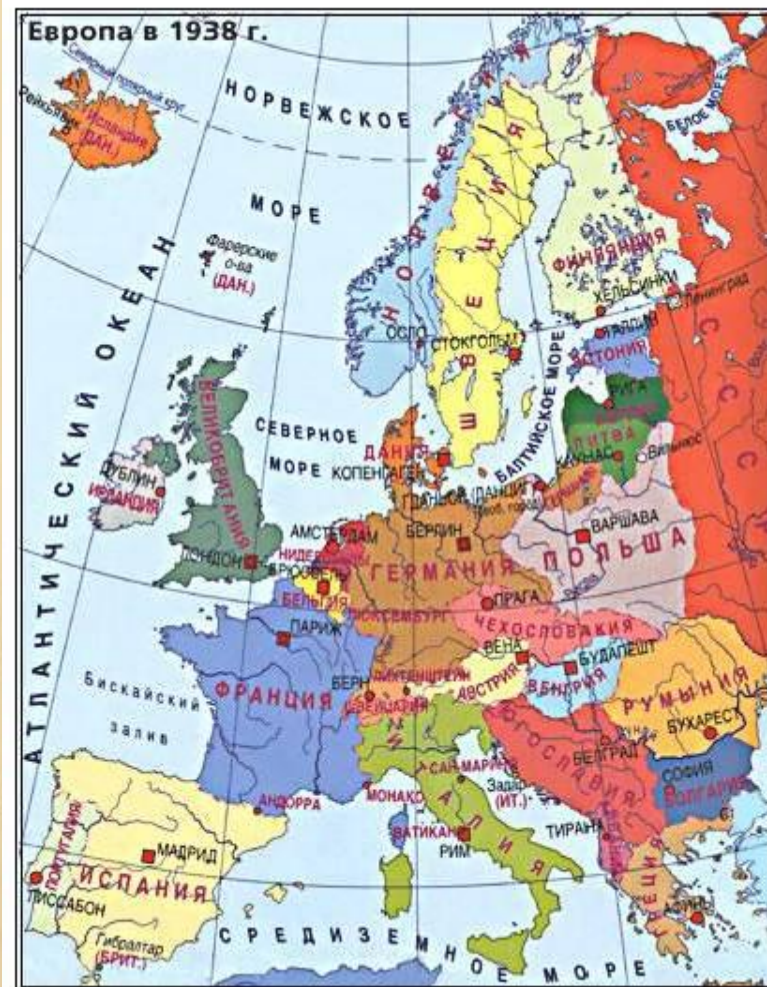 Европа в 1938 г.
Северный полярный круг
Рейкьявик
Исландия
(ДАН.)
НОРВЕЖСКОЕ
МОРЕ
БЕЛОЕ МОРЕ
Фарерские
о-ва
(ДАН.)
АТЛАНТИЧЕСКИЙ ОКЕАН
НОРВЕГИЯ
ШВЕЦИЯ
ФИНЛЯНДИЯ
ХЕЛЬСИНКИ
Ленинград
ОСЛО
СТОКГОЛЬМ
ТАЛЛИН
ЭСТОНИЯ
С С С
БАЛТИЙСКОЕ МОРЕ
РИГА
ЛИТВА
КАУНАС
Вильнюс
ВЕЛИКОБРИТАНИЯ
СЕВЕРНОЕ
МОРЕ
ДАНИЯ
КОПЕНГАГЕН
ДУБЛИН
ИРЛАНДИЯ
ГДАНЬСК (ДАНЦИГ)
ЛОНДОН
АМСТЕРДАМ
НИДЕРЛАНДЫ
БРЮССЕЛЬ
БЕЛЬГИЯ
БЕРЛИН
ГЕРМАНИЯ
ВАРШАВА
ПОЛЬША
ЛЮКСЕМБУРГ
ПРАГА
ЧЕХОСЛОВАКИЯ
ПАРИЖ
ФРАНЦИЯ
Бискайский
залив
БЕРН
ЛИХТЕНШТЕЙН
ШВЕЙЦАРИЯ
ВЕНА
АВСТРИЯ
БУДАПЕШТ
ВЕНГРИЯ
РУМЫНИЯ
БУХАРЕСТ
ЮГОСЛАВИЯ
БЕЛГРАД
СОФИЯ
БОЛГАРИЯ
ИТАЛИЯ
САН-МАРИНО
Задар
(ИТ.)
МОНАКО
АНДОРРА
ВАТИКАН
РИМ
ТИРАНА
ГРЕЦИЯ
АФИНЫ
ПОРТУГАЛИЯ
ЛИССАБОН
МАДРИД
ИСПАНИЯ
Гибралтар
(БРИТ.)
СРЕДИЗЕМНОЕ МОРЕ